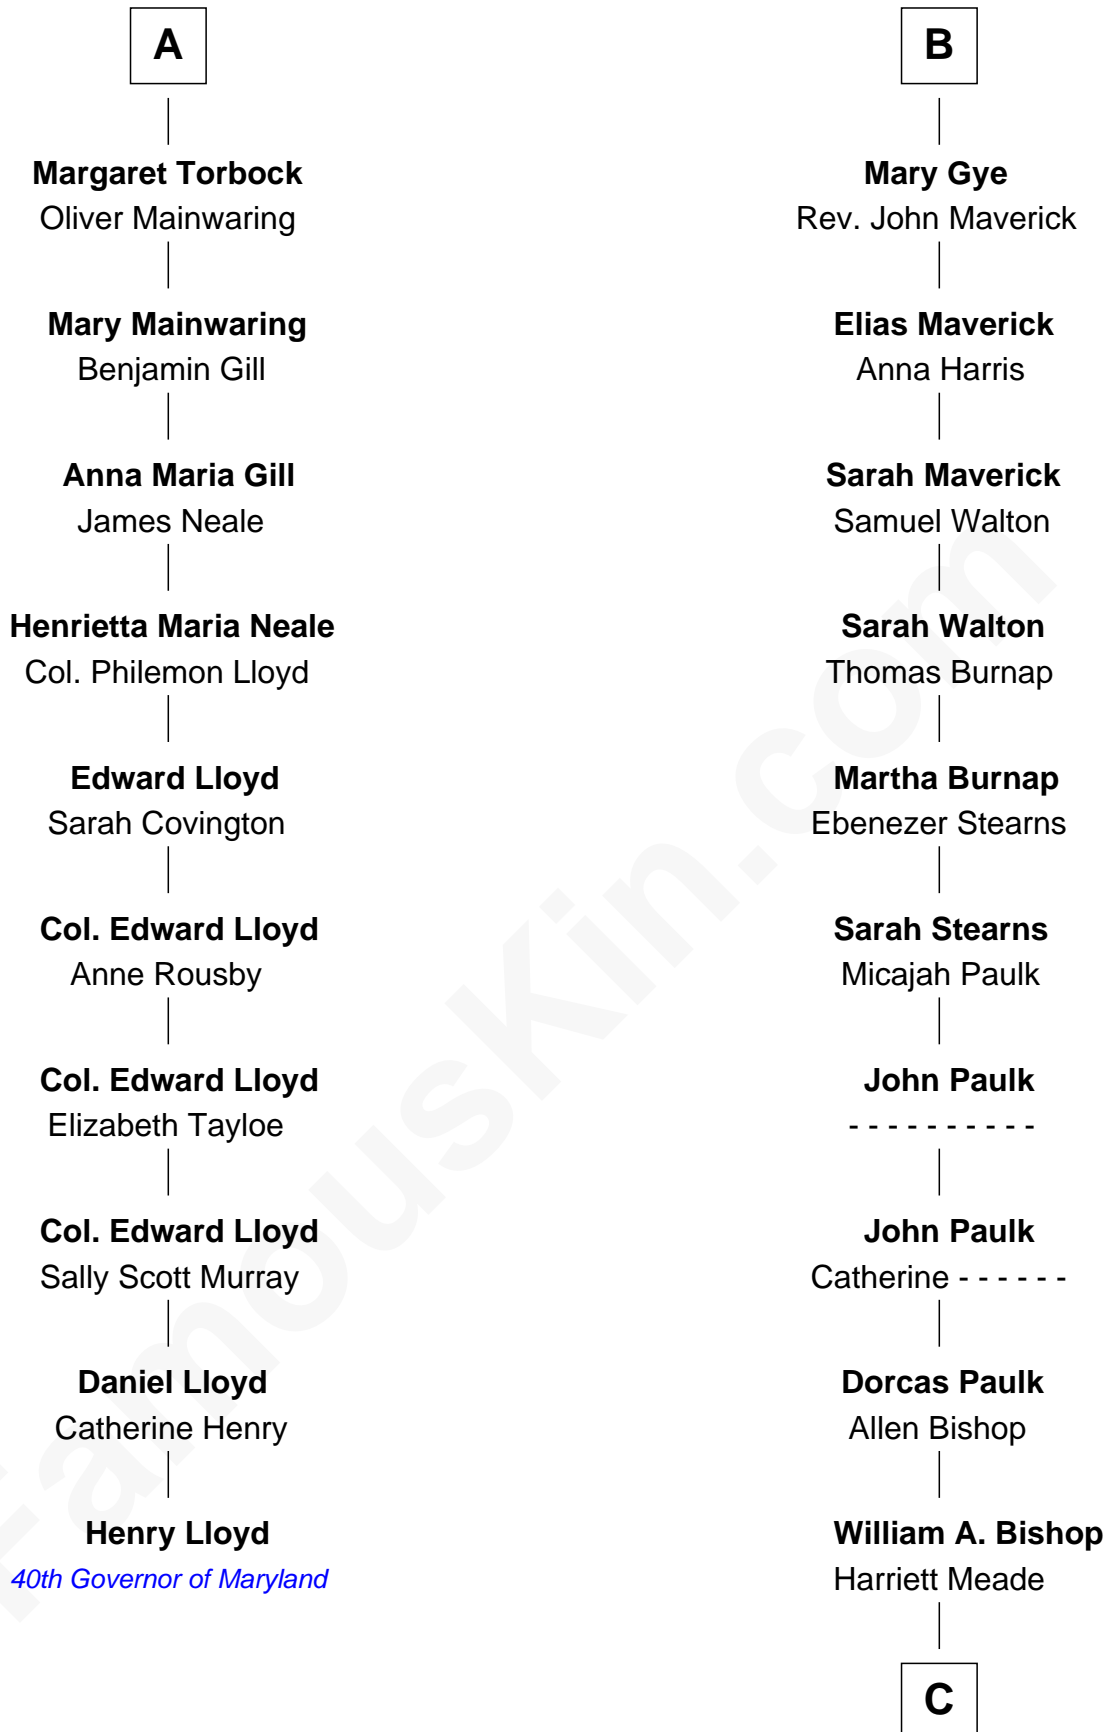 A
Margaret Torbock
Oliver Mainwaring
Mary Mainwaring
Benjamin Gill
Anna Maria Gill
James Neale
Henrietta Maria Neale
Col. Philemon Lloyd
Edward Lloyd
Sarah Covington
Col. Edward Lloyd
Anne Rousby
Col. Edward Lloyd
Elizabeth Tayloe
Col. Edward Lloyd
Sally Scott Murray
Daniel Lloyd
Catherine Henry
Henry Lloyd
40th Governor of Maryland
B
Mary Gye
Rev. John Maverick
Elias Maverick
Anna Harris
Sarah Maverick
Samuel Walton
Sarah Walton
Thomas Burnap
Martha Burnap
Ebenezer Stearns
Sarah Stearns
Micajah Paulk
John Paulk
- - - - - - - - - -
John Paulk
Catherine - - - - - -
Dorcas Paulk
Allen Bishop
William A. Bishop
Harriett Meade
C
FamousKin.com